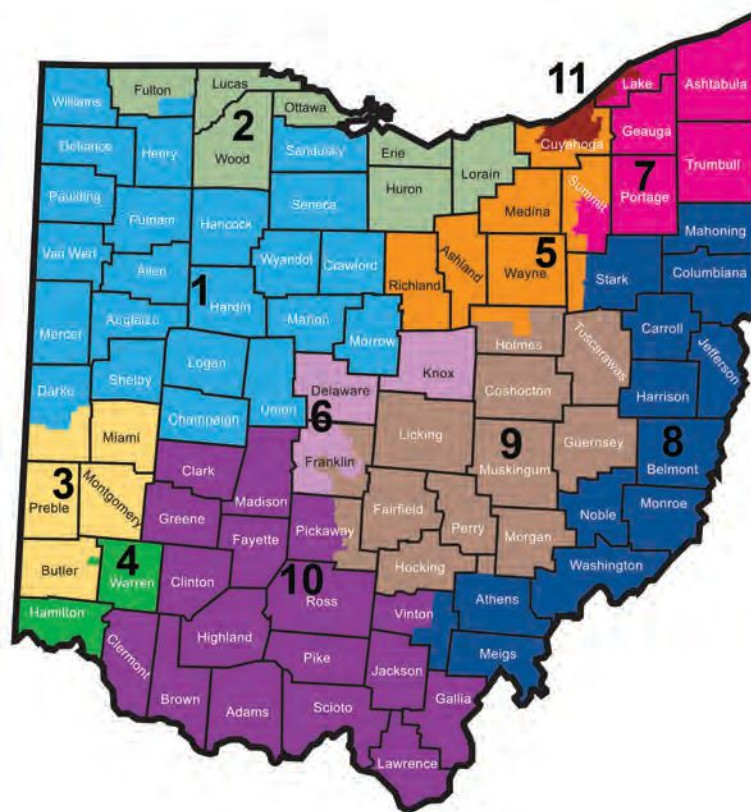 11
Lake
Ashtabula
Williams
Fulton
Lucas
Ottawa
Geauga
2
Wood
Cuyahoga
Defiance
Henry
Sandusky
Erie
Lorain
Summit
7
Portage
Trumbull
Paulding
Huron
Medina
Putnam
Hancock
Seneca
Mahoning
Van Wert
Wyandot
Crawford
Richland
Ashland
5
Wayne
Stark
Columbiana
Allen
1
Hardin
Mercer
Auglaize
Marion
Morrow
Holmes
Tuscarawas
Carroll
Jefferson
Logan
Knox
Darke
Shelby
Delaware
Coshocton
Harrison
Champaign
Union
6
Miami
Licking
9
Muskingum
Guernsey
8
Belmont
Franklin
Clark
3
Preble
Montgomery
Madison
Greene
Fairfield
Perry
Noble
Monroe
Pickaway
Morgan
Fayette
Butler
4
Warren
Clinton
Hocking
Washington
10
Ross
Athens
Hamilton
Vinton
Highland
Meigs
Clermont
Pike
Jackson
Brown
Adams
Scioto
Gallia
Lawrence